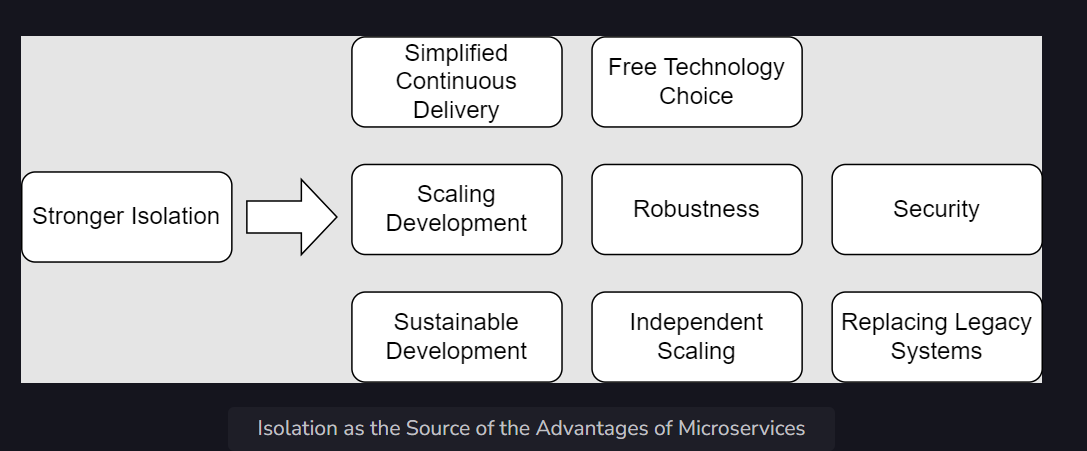 Simplified
Continuous
Delivery
Free Technology
Choice
Stronger Isolation
Scaling
Development
Robustness
Security
Sustainable
Development
Independent
Scaling
Replacing Legacy
Systems
Isolation as the Source of the Advantages of Microservices